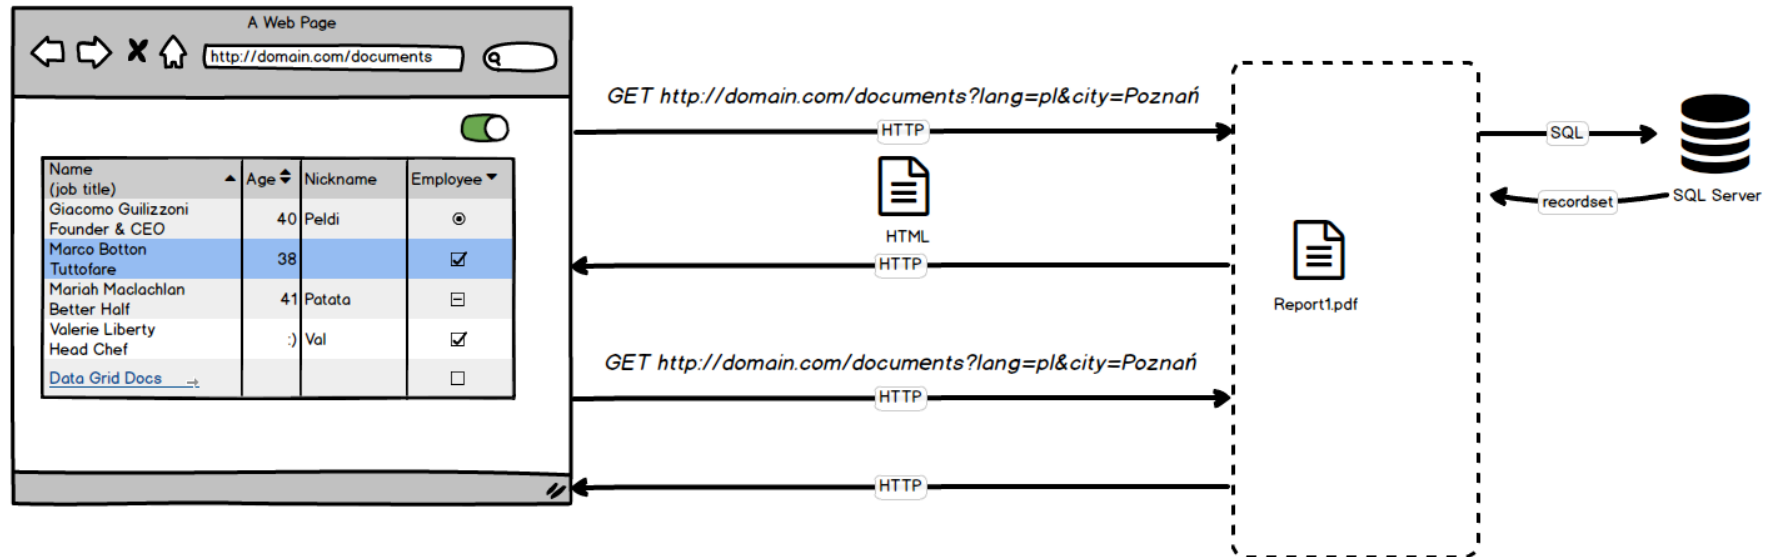 A Web Page
http://domain.com/documents
Name
(job title)
Age
Nickname
Employee
Giacomo Guilizzoni
Founder & CEO
40
Peldi
Marco Botton
Tuttofare
38
Mariah Maclachlan
Better Half
41
Patata
Valerie Liberty
Head Chef
:)
Val
Data Grid Docs
GET http://domain.com/documents?lang=pl&city=Poznań
HTTP
HTML
HTTP
GET http://domain.com/documents?lang=pl&city=Poznań
HTTP
HTTP
Report1.pdf
SQL
recordset
SQL Server